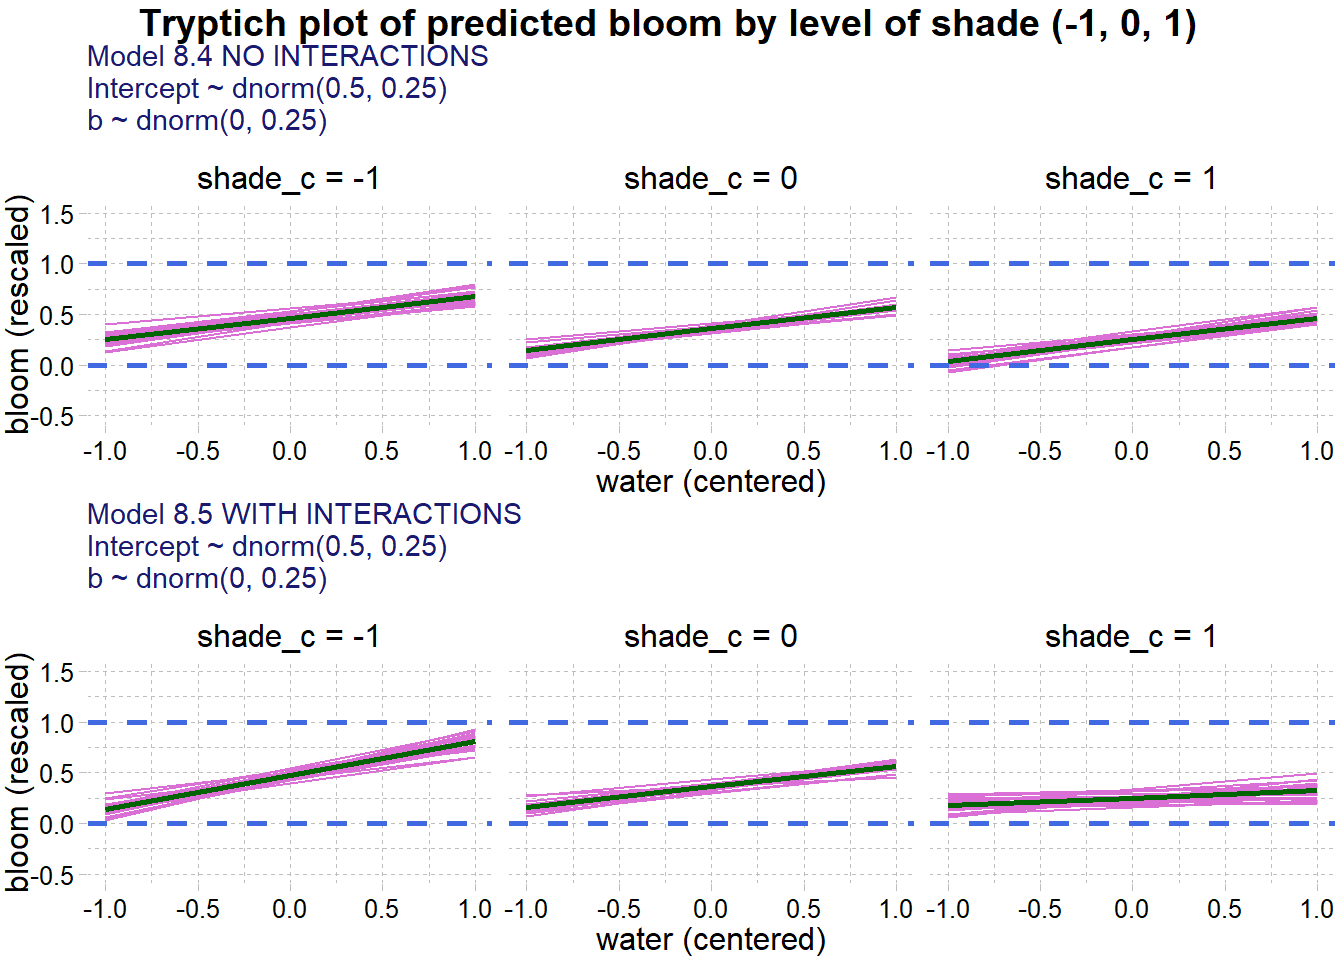 Tryptich plot of predicted bloom by level of shade (-1, 0, 1)
Model 8.4 NO INTERACTIONS
Intercept ~ dnorm(0.5, 0.25)
b ~ dnorm(0, 0.25)
shade_c = -1
shade_c = 0
shade_c = 1
bloom (rescaled)
1.5
1.0
0.5
0.0
-0.5
-1.0 -0.5 0.0 0.5 1.0
-1.0 -0.5 0.0 0.5 1.0
-1.0 -0.5 0.0 0.5 1.0
water (centered)
Model 8.5 WITH INTERACTIONS
Intercept ~ dnorm(0.5, 0.25)
b ~ dnorm(0, 0.25)
shade_c = -1
shade_c = 0
shade_c = 1
bloom (rescaled)
1.5
1.0
0.5
0.0
-0.5
-1.0 -0.5 0.0 0.5 1.0
-1.0 -0.5 0.0 0.5 1.0
-1.0 -0.5 0.0 0.5 1.0
water (centered)